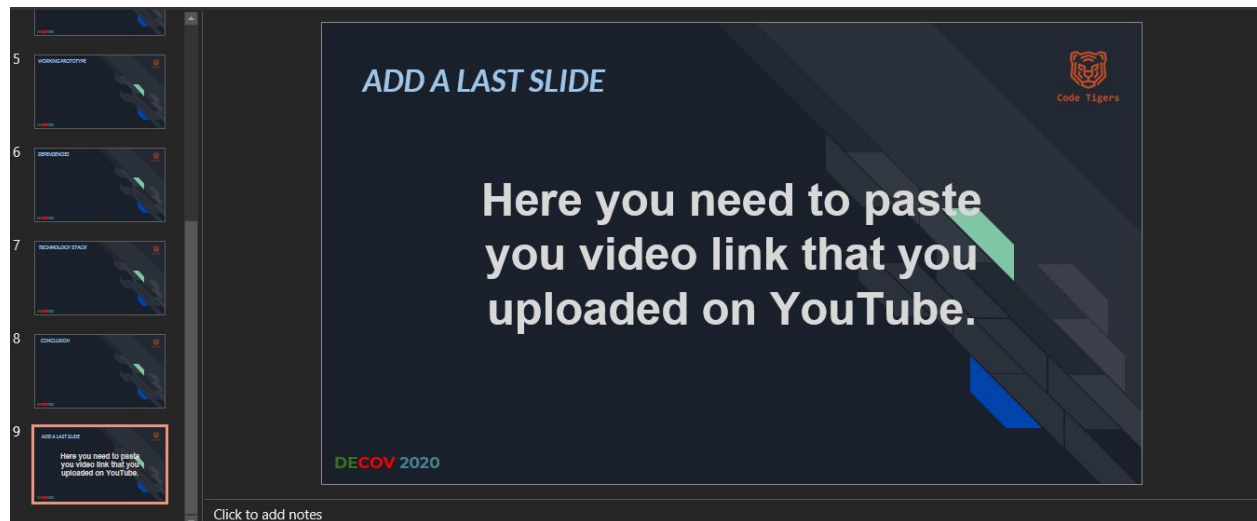 5
WORKING PROTOTYPE
6
DEPENDENCIES
7
TECHNOLOGY STACK
8
CONCLUSION
9
ADD A LAST SLIDE
Here you need to paste
you video link that you
uploaded on YouTube.
ADD A LAST SLIDE
Code Tigers
Here you need to paste
you video link that you
uploaded on YouTube.
DECOV 2020
Click to add notes